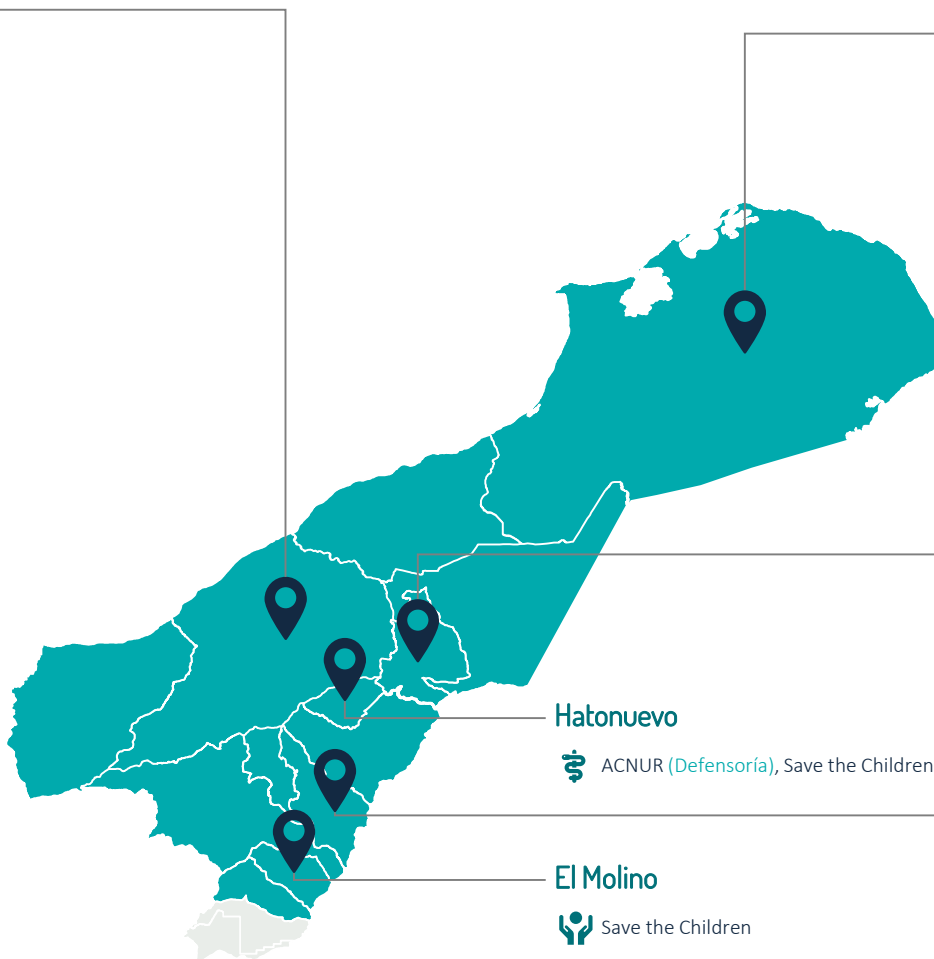 Hatonuevo
ACNUR (Defensoría), Save the Children
El Molino
Save the Children